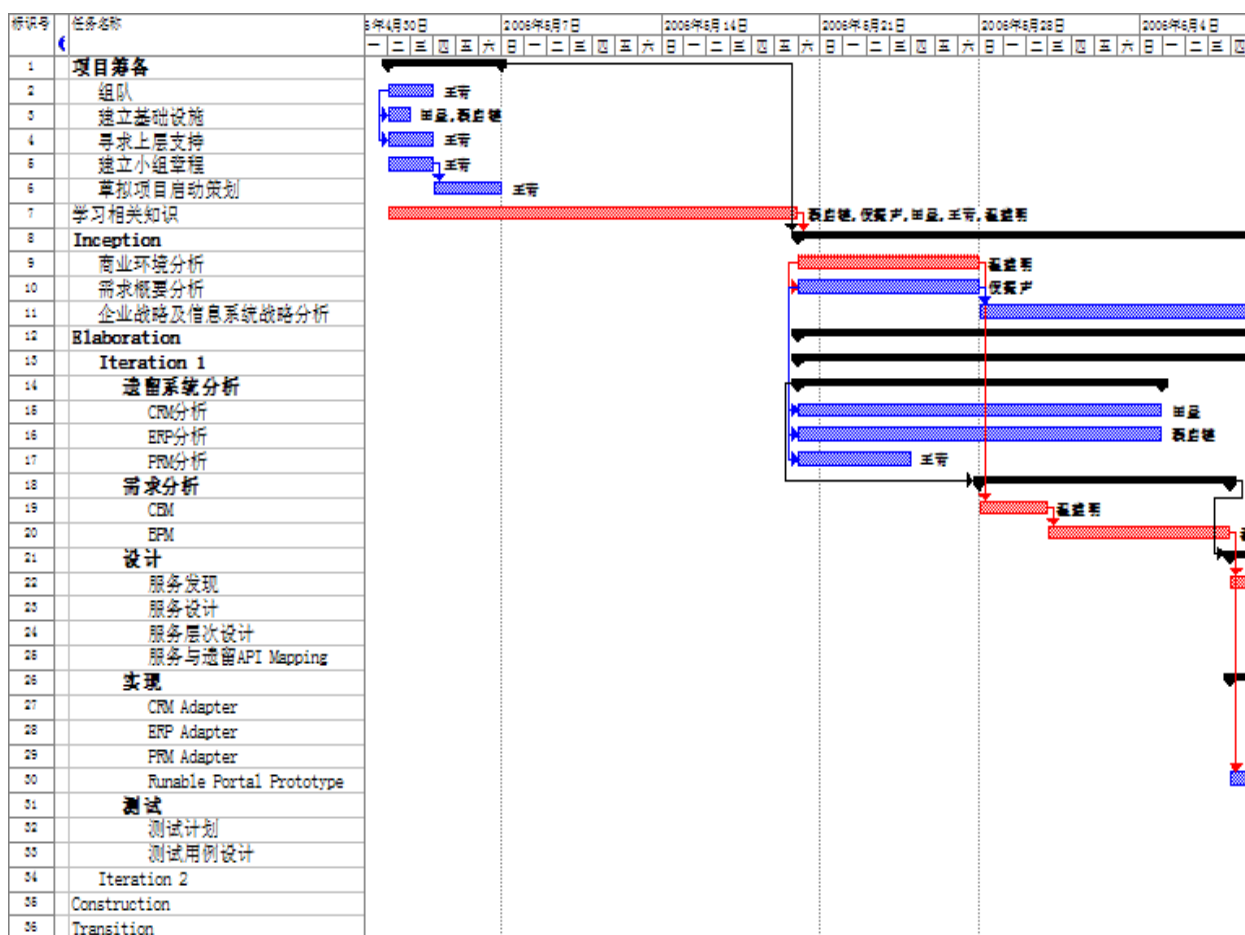 标识号 任务名称 年4月30日 2006年5月7日 2006年5月14日 2006年5月21日 2006年5月28日 2006年6月4日
一 二 三 四 五 六 日 一 二 三 四 五 六 日 一 二 三 四 五 六 日 一 二 三 四 五 六 日 一 二 三 四 五 六 日 一 二 三 四
1 项目筹备
2 组队
3 建立基础设施
4 寻求上层支持
5 建立小组章程
6 草拟项目启动策划
7 学习相关知识
8 Inception
9 商业环境分析
10 需求概要分析
11 企业战略及信息系统战略分析
12 Elaboration
13 Iteration 1
14 遗留系统分析
15 CRM分析
16 ERP分析
17 PRM分析
18 需求分析
19 CBM
20 BPM
21 设计
22 服务发现
23 服务设计
24 服务层次设计
25 服务与遗留API Mapping
26 实现
27 CRM Adapter
28 ERP Adapter
29 PRM Adapter
30 Runable Portal Prototype
31 测试
32 测试计划
33 测试用例设计
34 Iteration 2
35 Construction
36 Transition